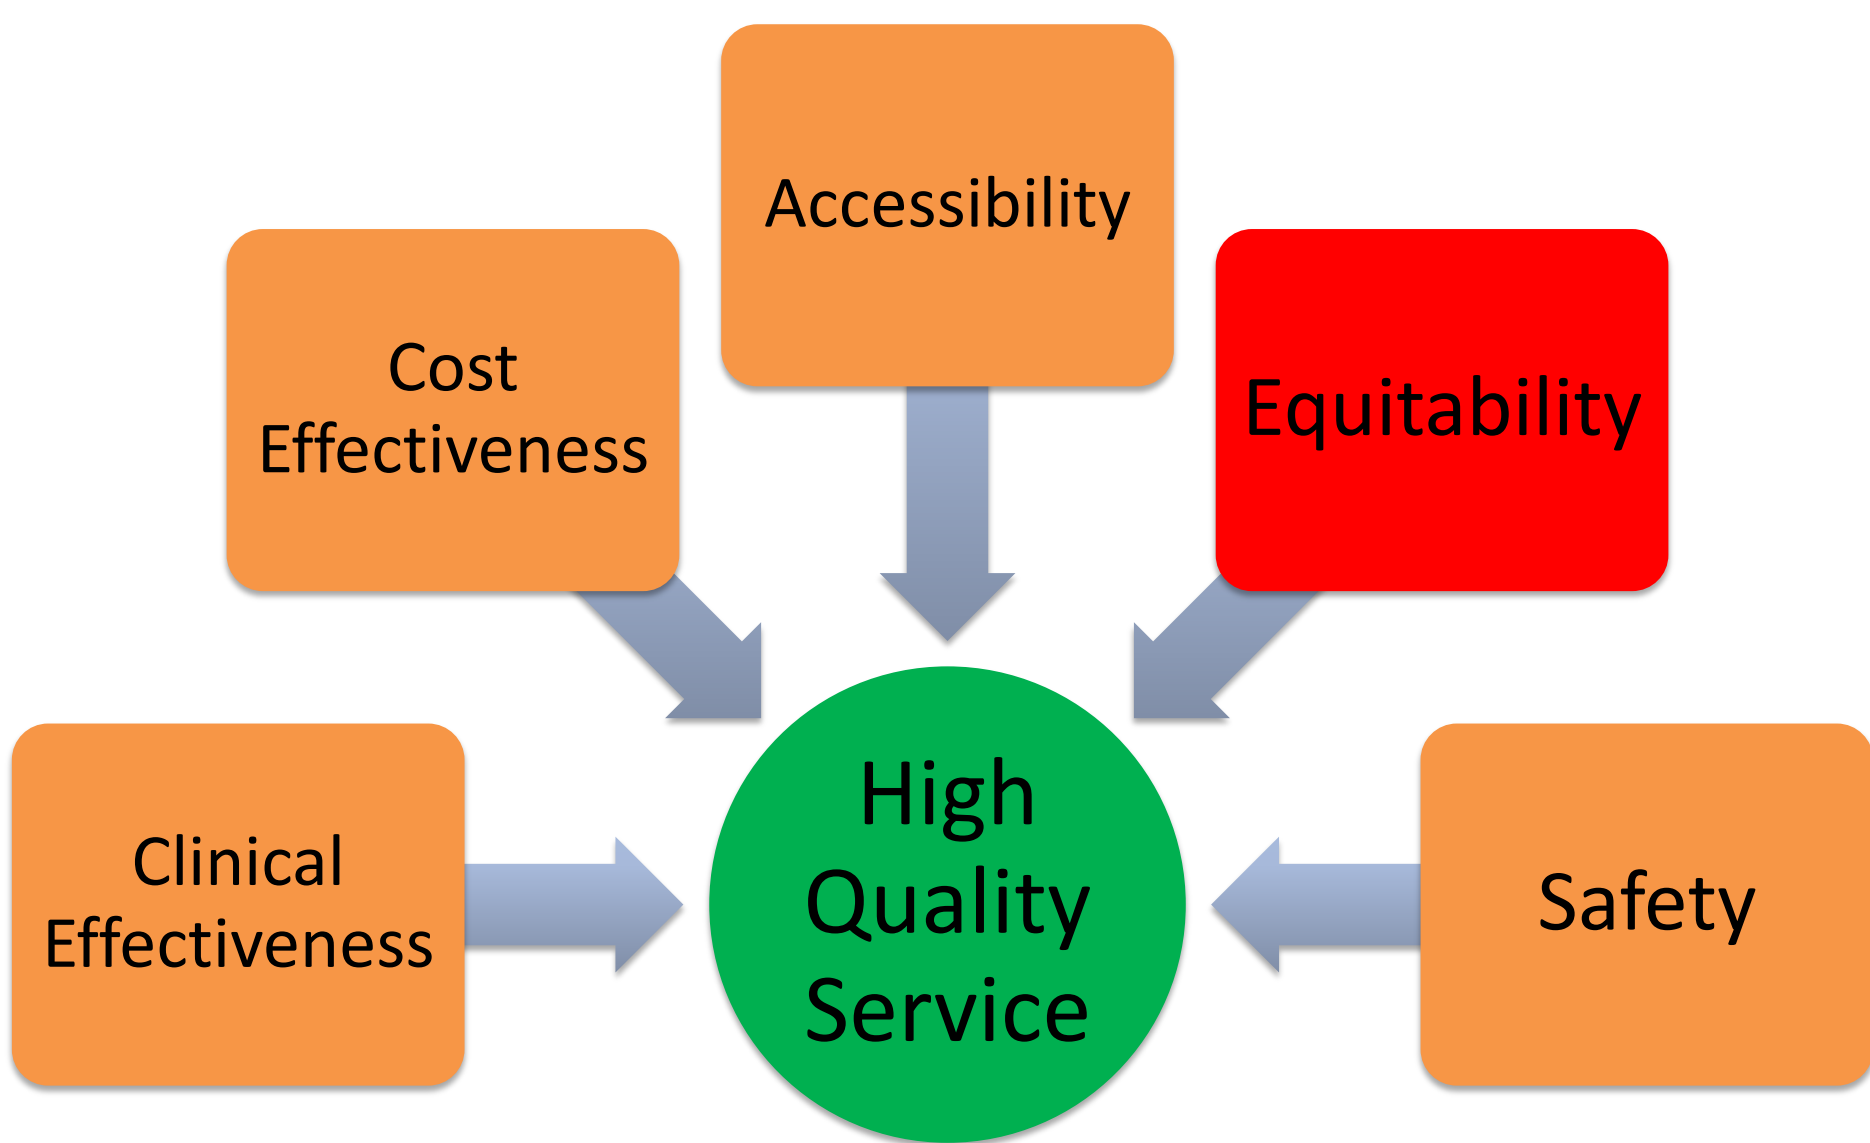 Accessibility
Cost
Effectiveness
Equitability
Clinical
Effectiveness
High
Quality
Service
Safety